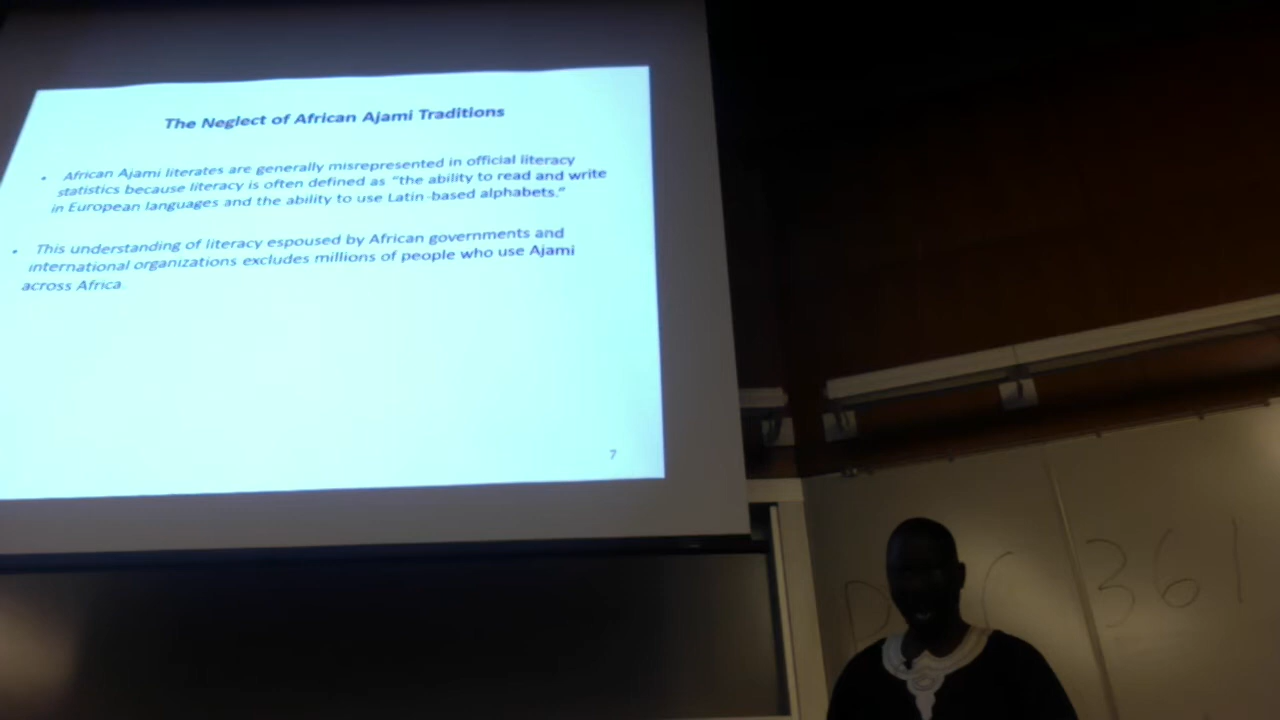 The Neglect of African Ajami Traditions
• African Ajami literates are generally misrepresented in official literacy
statistics because literacy is often defined as “the ability to read and write
in European languages and the ability to use Latin-based alphabets.”
• This understanding of literacy espoused by African governments and
international organizations excludes millions of people who use Ajami
across Africa.
7
361